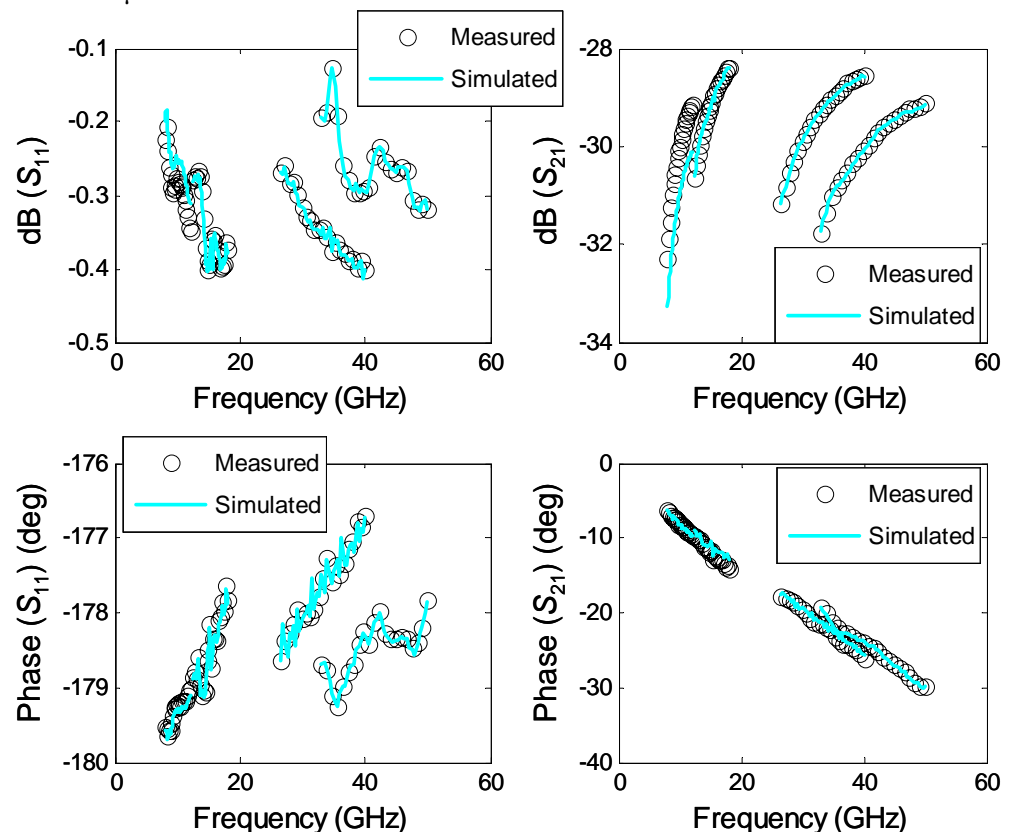 Measured
Simulated
-0.1
-0.2
-0.3
-0.4
-0.5
0
20
40
60
dB (S11)
Frequency (GHz)
-28
-30
-32
-34
0
20
40
60
dB (S21)
Measured
Simulated
Frequency (GHz)
Measured
Simulated
-176
-177
-178
-179
-180
0
20
40
60
Phase (S11) (deg)
Frequency (GHz)
Measured
Simulated
0
-10
-20
-30
-40
0
20
40
60
Phase (S21) (deg)
Frequency (GHz)